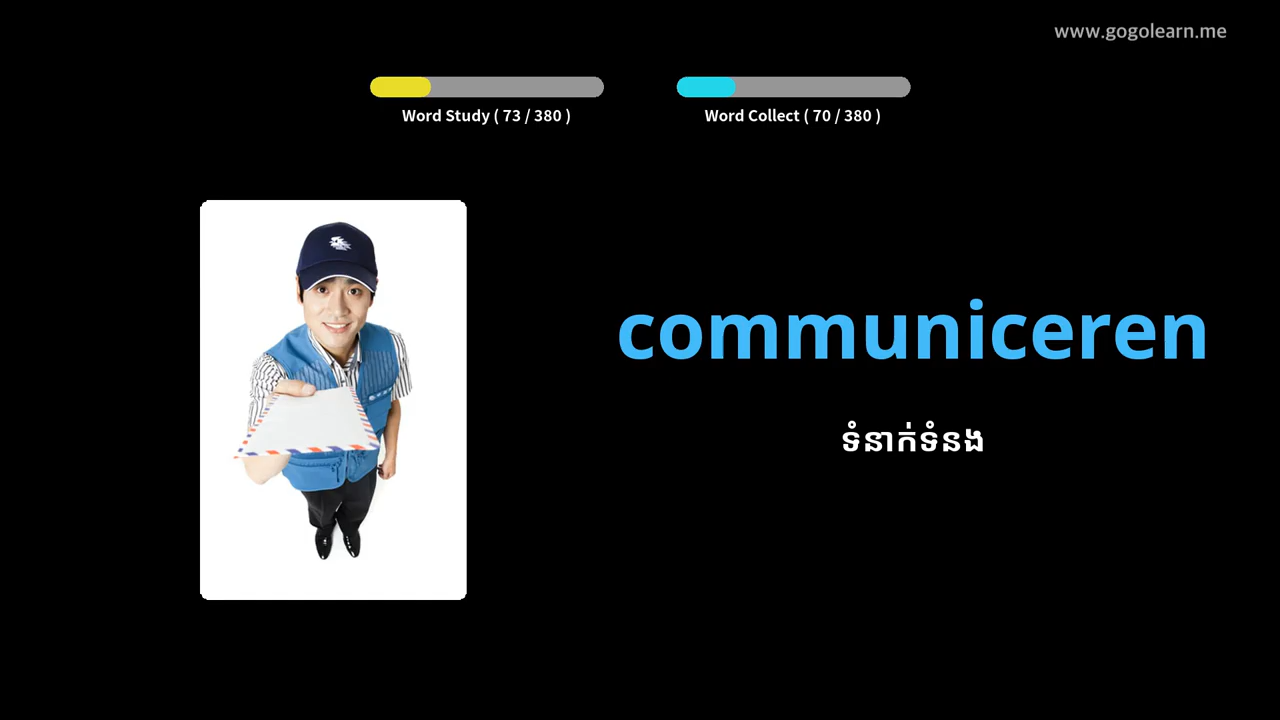 www.gogolearn.me
Word Study ( 73 / 380 )
Word Collect ( 70 / 380 )
communiceren
ទំនាក់ទំនង